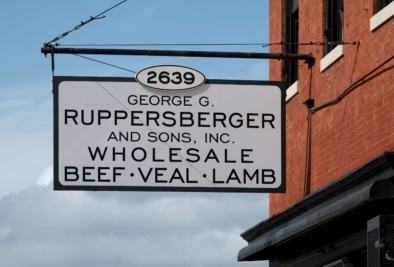 2639
GEORGE G.
RUPPERSBERGER
AND SONS, INC.
WHOLESALE
BEEF·VEAL·LAMB